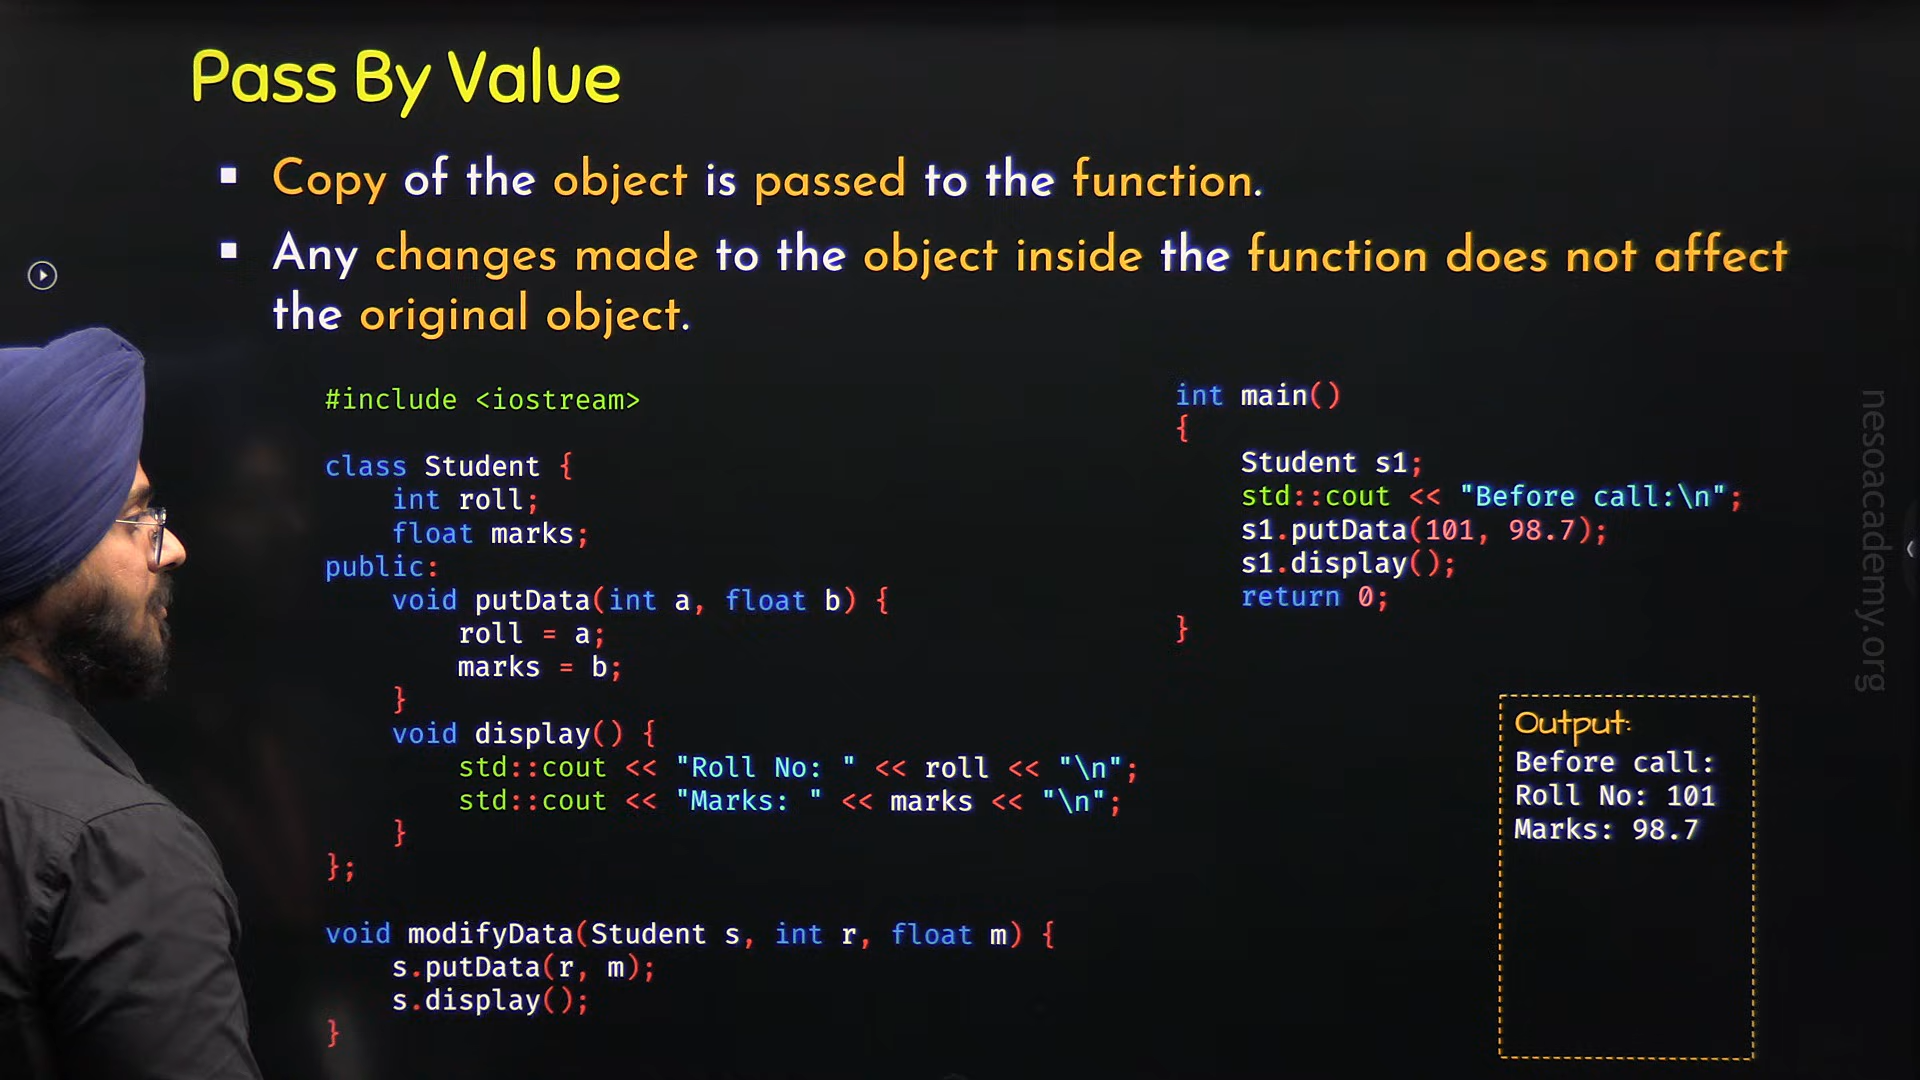 Pass By Value
▪ Copy of the object is passed to the function.
▪ Any changes made to the object inside the function does not affect
the original object.
#include <iostream>
class Student {
    int roll;
    float marks;
public:
    void putData(int a, float b) {
        roll = a;
        marks = b;
    }
    void display() {
        std::cout << "Roll No: " << roll << "\n";
        std::cout << "Marks: " << marks << "\n";
    }
};
void modifyData(Student s, int r, float m) {
    s.putData(r, m);
    s.display();
}
int main()
{
    Student s1;
    std::cout << "Before call:\n";
    s1.putData(101, 98.7);
    s1.display();
    return 0;
}
Output:
Before call:
Roll No: 101
Marks: 98.7
nesoacademy.org